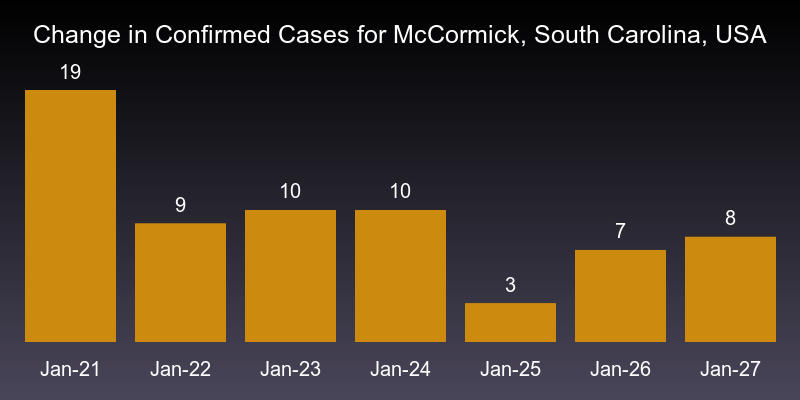 Change in Confirmed Cases for McCormick, South Carolina, USA
19
9
10
10
3
7
8
Jan-21
Jan-22
Jan-23
Jan-24
Jan-25
Jan-26
Jan-27